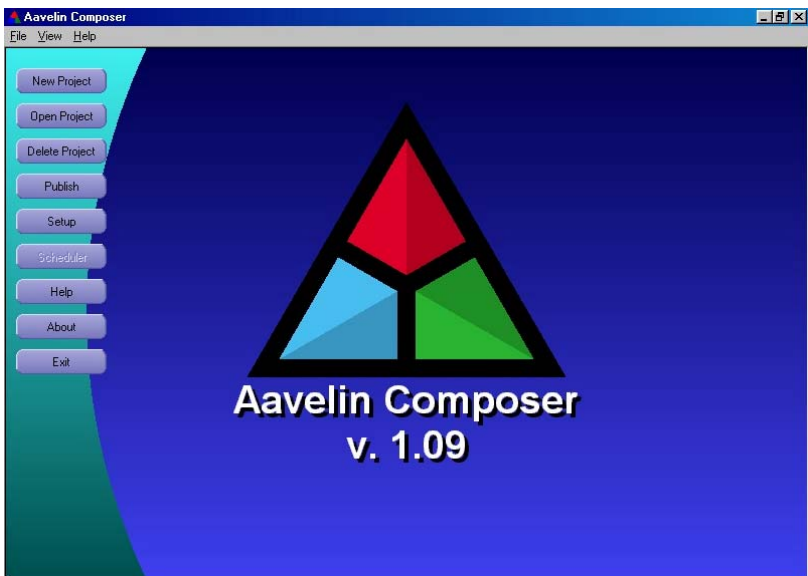 Aavelin Composer
File View Help
New Project
Open Project
Delete Project
Publish
Setup
Scheduler
Help
About
Exit
Aavelin Composer
v. 1.09